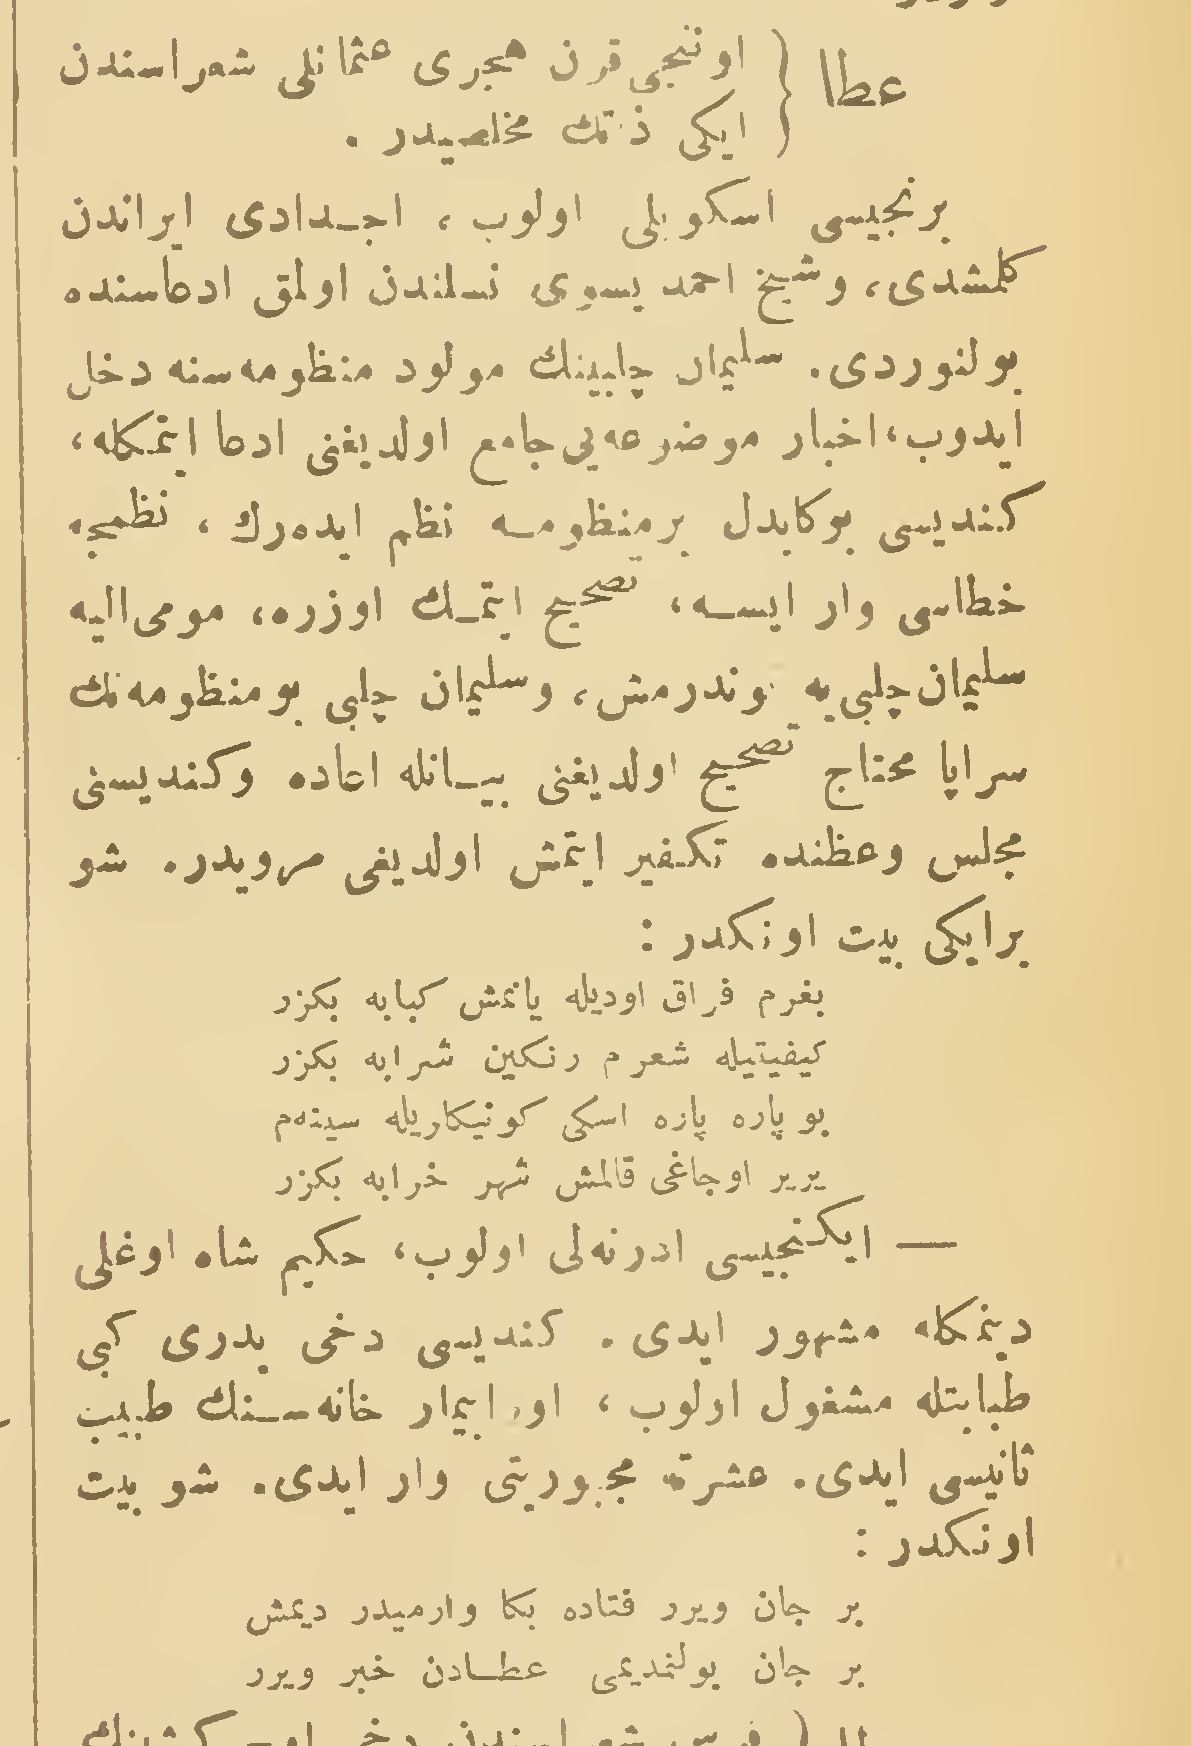 عطا { اوننجی قرن هجری عثمانلی شعراسندن
ایکی ذاتك مخلصیدر .
برنجیسی اسکوبلی اولوب ، اجدادی ایراندن
کلمشدی، وشیخ احمد یسوی نسلندن اولمق ادعاسنده
بولنوردی. سلیمان چلبینك مولود منظومه‌سنه دخل
ایدوب، اخبار موضوعه‌یی جامع اولدیغنی ادعا ایتمکله،
کندیسی بوکا بدل برمنظومه نظم ایده‌رك ، نظمجه
خطاسی وار ایسه، تصحیح ایتمك اوزره، مومی الیه
سلیمان چلبی‌یه کوندرمش، وسلیمان چلبی بومنظومه‌نك
سراپا محتاج تصحیح اولدیغنی بیانله اعاده وکندیسنی
مجلس وعظنده تکفیر ایتمش اولدیغی مرویدر. شو
برایکی بیت اونکدر :
بغرم فراق اودیله یانمش کبابه بکزر
کیفیتیله شعرم رنکین شرابه بکزر
بو پاره پاره اسکی کونیکلریله سینه‌م
یریر اوجاغی قالمش شهر خرابه بکزر
— ایکنجیسی ادرنه‌لی اولوب، حکیم شاه اوغلی
دینمکله مشهور ایدی . کندیسی دخی پدری کبی
طبابتله مشغول اولوب ، اورا بیمار خانه‌سنك طبیب
ثانیسی ایدی. عشرته مجبوریتی وار ایدی. شو بیت
اونکدر :
بر جان ویرر فتاده بکا وارمیدر دیمش
بر جان بولنمدیمی عطادن خبر ویرر